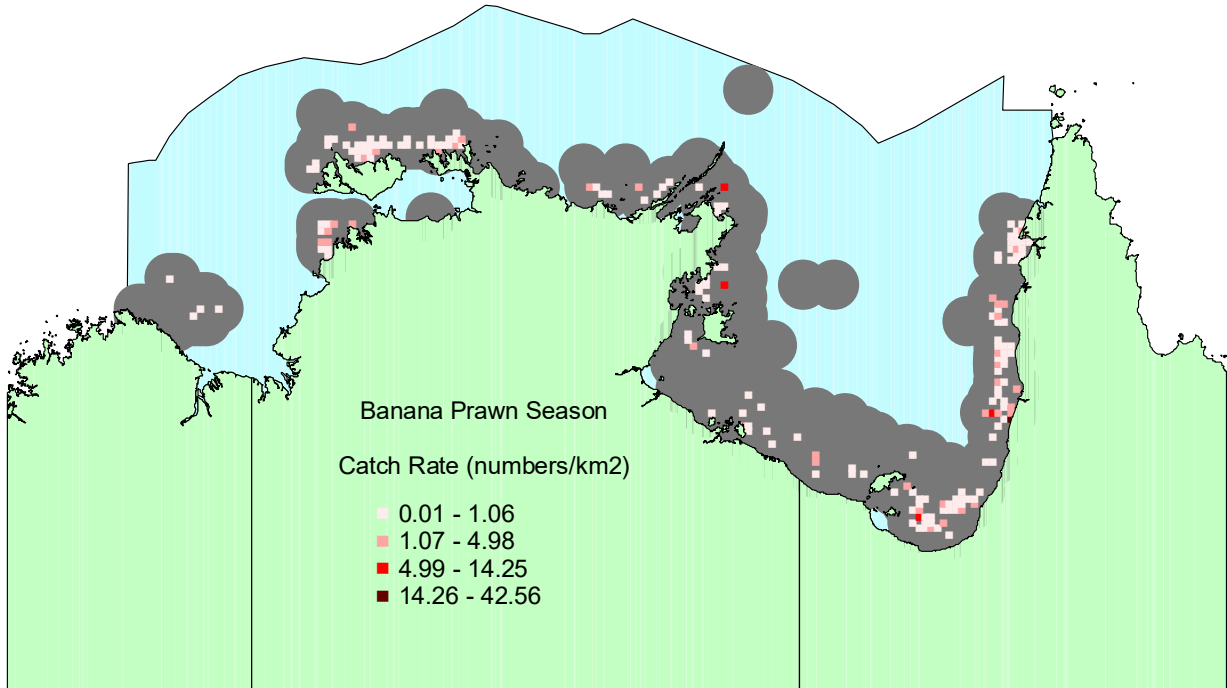 Banana Prawn Season
Catch Rate (numbers/km2)
0.01 - 1.06
1.07 - 4.98
4.99 - 14.25
14.26 - 42.56